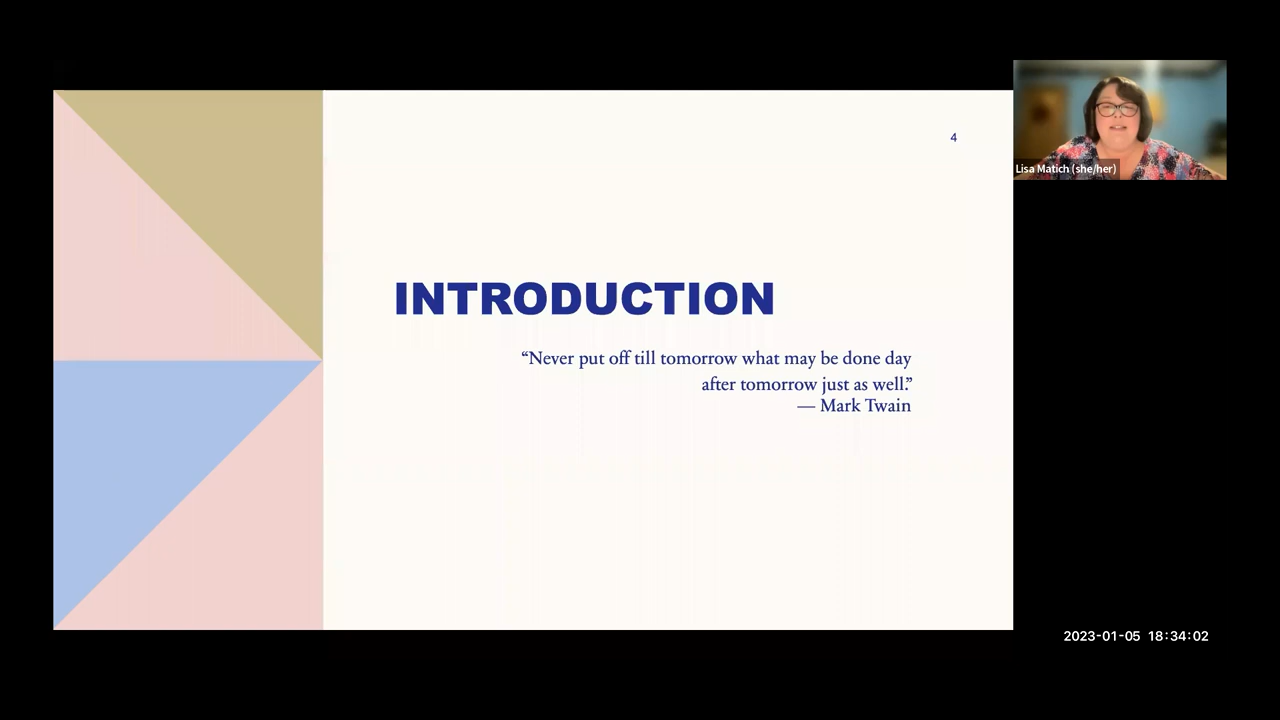 4
Lisa Matich (she/her)
INTRODUCTION
“Never put off till tomorrow what may be done day
after tomorrow just as well.”
— Mark Twain
2023-01-05 18:34:02